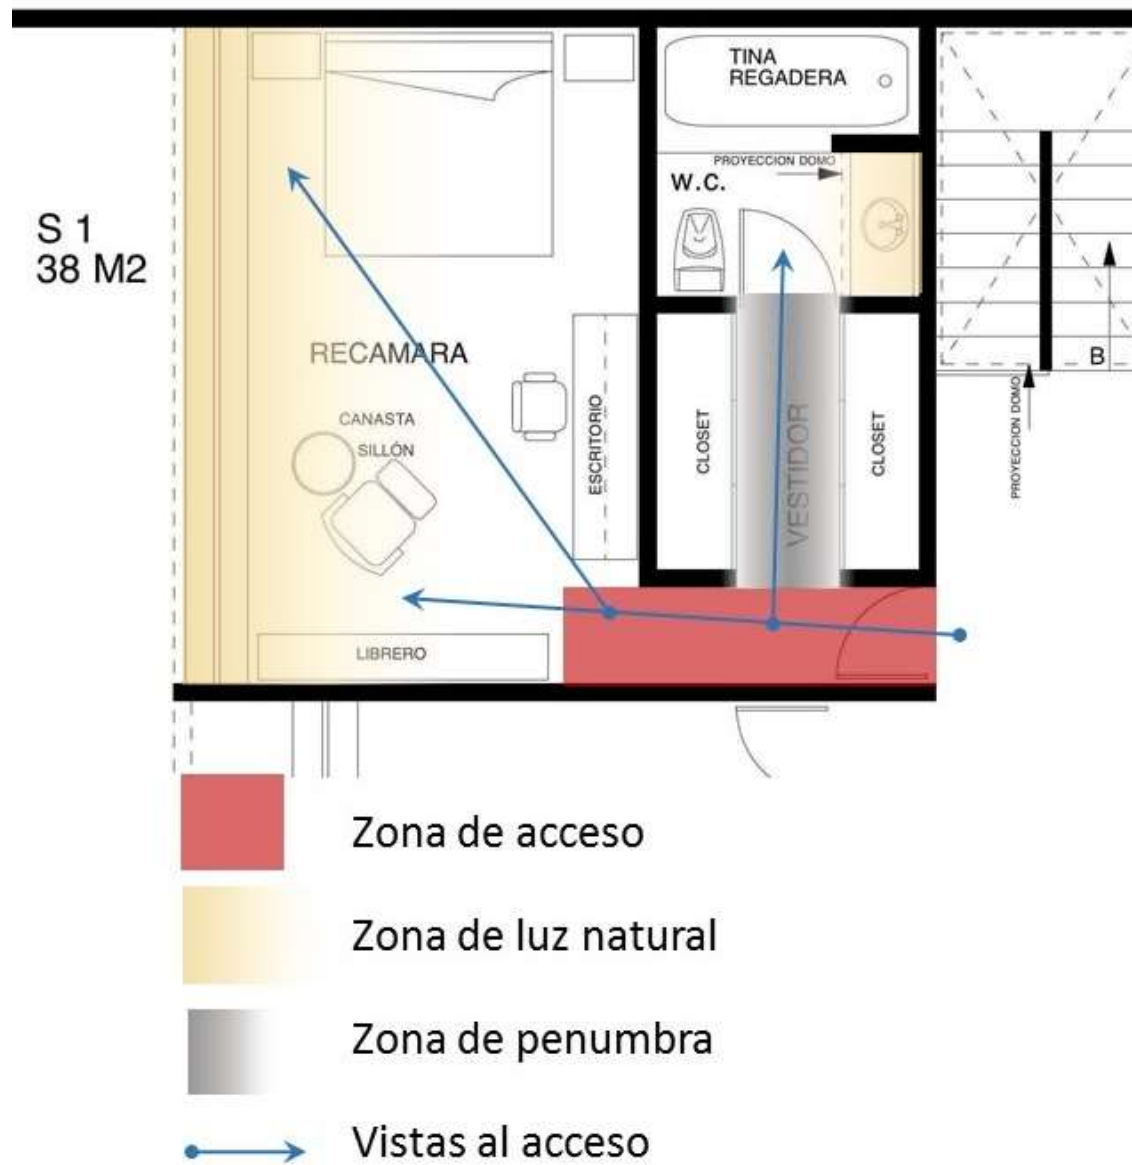 TINA
REGADERA
PROYECCION DOMO
W.C.
S 1
38 M2
RECAMARA
B
CANASTA
SILLÓN
ESCRITORIO
CLOSET
VESTIDOR
CLOSET
PROYECCION DOMO
LIBRERO
Zona de acceso
Zona de luz natural
Zona de penumbra
Vistas al acceso